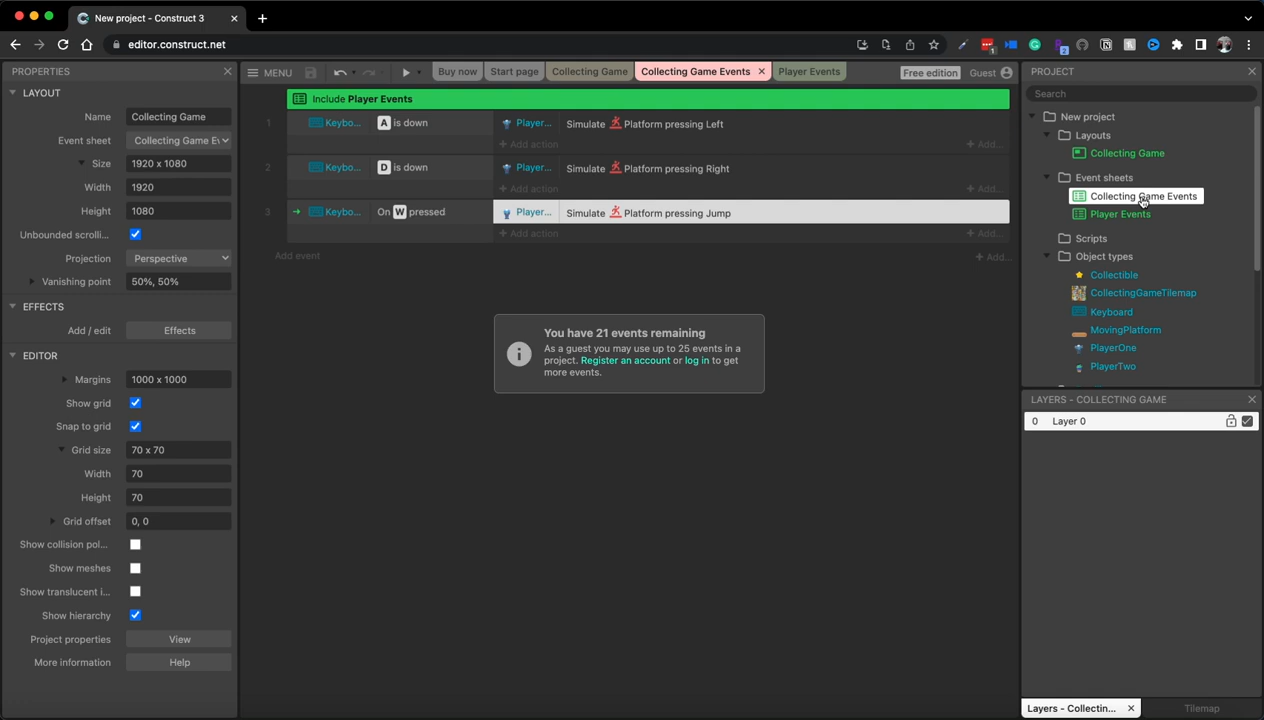 New project - Construct 3
editor.construct.net
PROPERTIES
LAYOUT
Name Collecting Game
Event sheet Collecting Game Ev
Size 1920 x 1080
Width 1920
Height 1080
Unbounded scrolli...
Projection Perspective
Vanishing point 50%, 50%
EFFECTS
Add / edit Effects
EDITOR
Margins 1000 x 1000
Show grid
Snap to grid
Grid size 70 x 70
Width 70
Height 70
Grid offset 0, 0
Show collision pol...
Show meshes
Show translucent i...
Show hierarchy
Project properties View
More information Help
MENU Buy now Start page Collecting Game Collecting Game Events Player Events Free edition Guest
Include Player Events
1 Keybo... A is down Player... Simulate Platform pressing Left
+ Add action + Add...
2 Keybo... D is down Player... Simulate Platform pressing Right
+ Add action + Add...
3 Keybo... On W pressed Player... Simulate Platform pressing Jump
+ Add action + Add...
Add event + Add...
You have 21 events remaining
As a guest you may use up to 25 events in a
project. Register an account or log in to get
more events.
PROJECT
Search
New project
Layouts
Collecting Game
Event sheets
Collecting Game Events
Player Events
Scripts
Object types
Collectible
CollectingGameTilemap
Keyboard
MovingPlatform
PlayerOne
PlayerTwo
LAYERS - COLLECTING GAME
0 Layer 0
Layers - Collectin... Tilemap